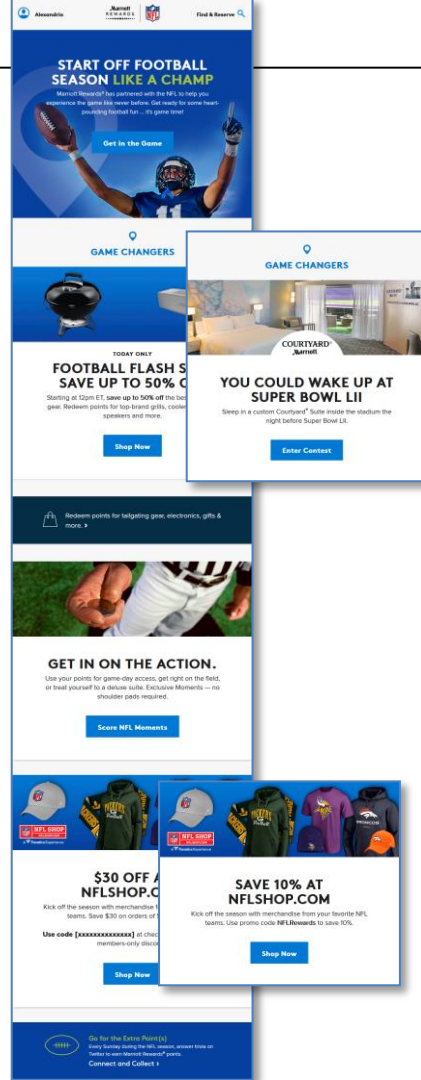 Alexandria
Marriott
REWARDS
NFL
Find & Reserve
START OFF FOOTBALL
SEASON LIKE A CHAMP
Marriott Rewards® has partnered with the NFL to help you
experience the game like never before. Get ready for some heart-
pounding football fun ... it's game time!
Get in the Game
11
GAME CHANGERS
TODAY ONLY
FOOTBALL FLASH S
SAVE UP TO 50%
Starting at 12pm ET, save up to 50% off the bes
gear. Redeem points for top-brand grills, cooler
speakers and more.
Shop Now
GAME CHANGERS
COURTYARD®
Marriott
YOU COULD WAKE UP AT
SUPER BOWL LII
Sleep in a custom Courtyard® Suite inside the stadium the
night before Super Bowl LII.
Enter Contest
Redeem points for tailgating gear, electronics, gifts &
more. >
GET IN ON THE ACTION.
Use your points for game-day access, get right on the field,
or treat yourself to a deluxe suite. Exclusive Moments — no
shoulder pads required.
Score NFL Moments
NFL SHOP
PACKERS
Football
$30 OFF
NFLSHOP.C
Kick off the season with merchandise f
teams. Save $30 on orders of
Use code [xxxxxxxxxxxxxx] at chec
members-only disco
Shop Now
NFL SHOP
PACKERS
Football
BRONCOS
SAVE 10% AT
NFLSHOP.COM
Kick off the season with merchandise from your favorite NFL
teams. Use promo code NFLRewards to save 10%.
Shop Now
Go for the Extra Point(s)
Every Sunday during the NFL season, answer trivia on
Twitter to earn Marriott Rewards® points.
Connect and Collect >